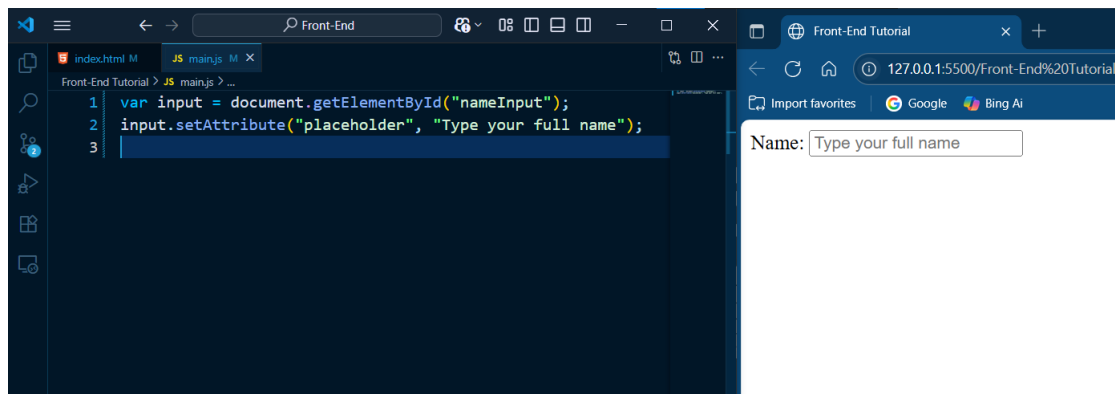 Front-End
index.html M
JS main.js M
Front-End Tutorial > JS main.js > ...
1 var input = document.getElementById("nameInput");
2 input.setAttribute("placeholder", "Type your full name");
3
2
Front-End Tutorial
127.0.0.1:5500/Front-End%20Tutorial
Import favorites
Google
Bing Ai
Name: Type your full name